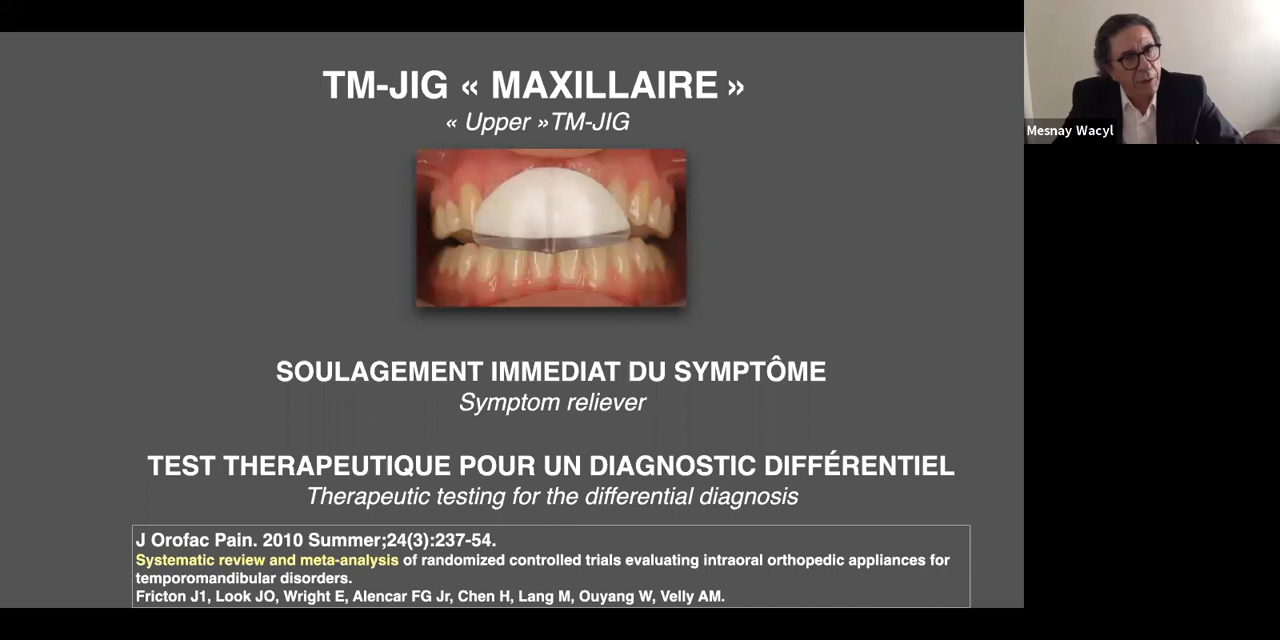 TM-JIG « MAXILLAIRE »
« Upper »TM-JIG
SOULAGEMENT IMMEDIAT DU SYMPTÔME
Symptom reliever
TEST THERAPEUTIQUE POUR UN DIAGNOSTIC DIFFÉRENTIEL
Therapeutic testing for the differential diagnosis
J Orofac Pain. 2010 Summer;24(3):237-54.
Systematic review and meta-analysis of randomized controlled trials evaluating intraoral orthopedic appliances for
temporomandibular disorders.
Fricton J1, Look JO, Wright E, Alencar FG Jr, Chen H, Lang M, Ouyang W, Velly AM.
Mesnay Wacyl